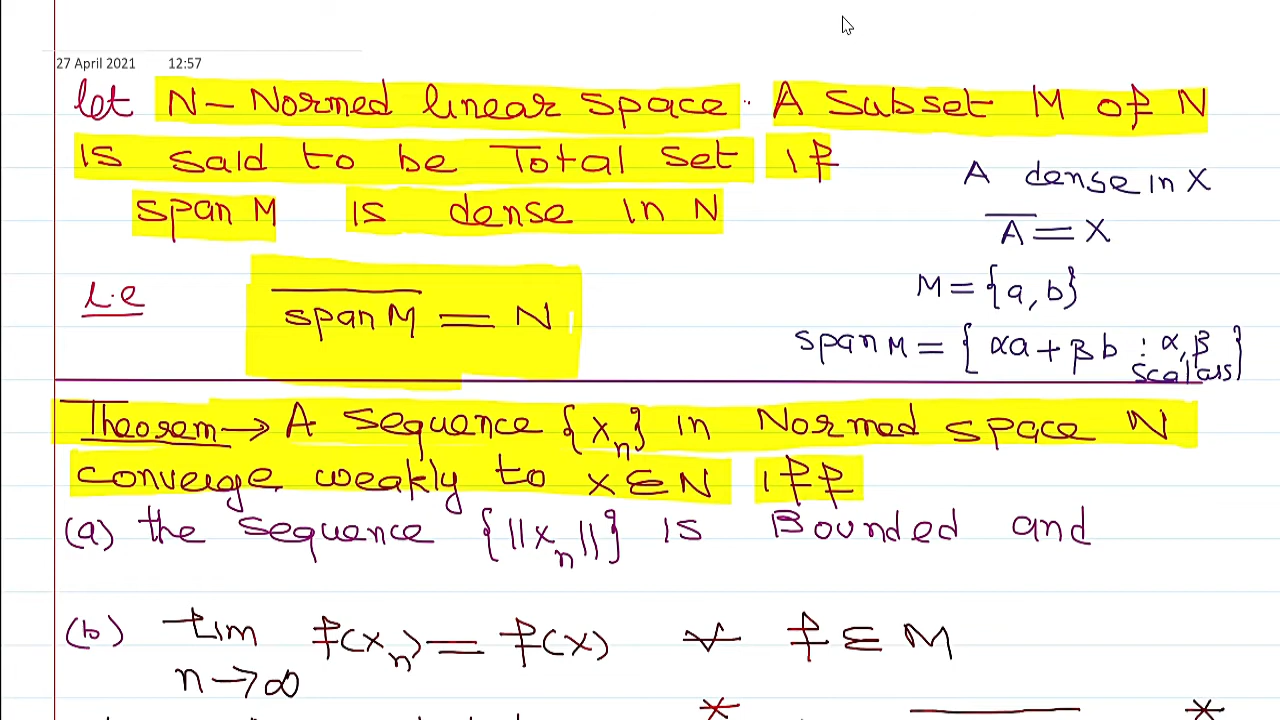 27 April 2021 12:57
let N - Normed linear space. A subset M of N
is said to be Total set if
span M is dense in N
A dense in X
A̅ = X
M = {a, b}
i.e
s̅p̅a̅n̅ ̅M̅ = N
span M = { αa + βb : α, β
scalars}
Theorem → A sequence {xₙ} in Normed space N
converge weakly to x ∈ N iff
(a) the sequence {||xₙ||} is Bounded and
(b) lim f(xₙ) = f(x) ∀ f ∈ M
n → ∞